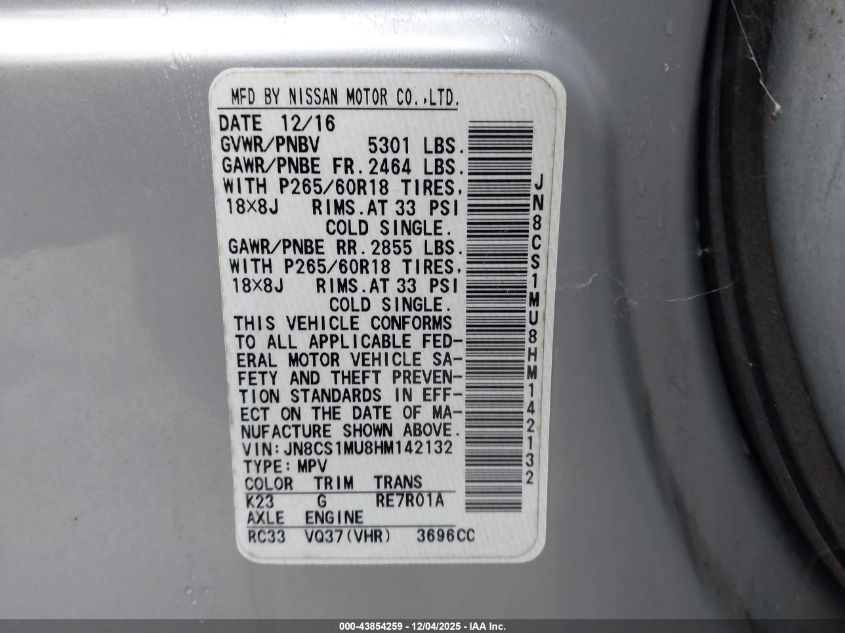 MFD BY NISSAN MOTOR CO.,LTD.
DATE 12/16
GVWR/PNBV 5301 LBS.
GAWR/PNBE FR. 2464 LBS.
WITH P265/60R18 TIRES,
18×8J RIMS. AT 33 PSI
COLD SINGLE.
GAWR/PNBE RR. 2855 LBS.
WITH P265/60R18 TIRES,
18×8J RIMS. AT 33 PSI
COLD SINGLE.
THIS VEHICLE CONFORMS
TO ALL APPLICABLE FED-
ERAL MOTOR VEHICLE SA-
FETY AND THEFT PREVEN-
TION STANDARDS IN EFF-
ECT ON THE DATE OF MA-
NUFACTURE SHOWN ABOVE.
VIN:JN8CS1MU8HM142132
TYPE:MPV
COLOR TRIM TRANS
K23 G RE7R01A
AXLE ENGINE
RC33 VQ37(VHR) 3696CC
JN8CS1MU8HM142132
000-43854259 - 12/04/2025 - IAA Inc.